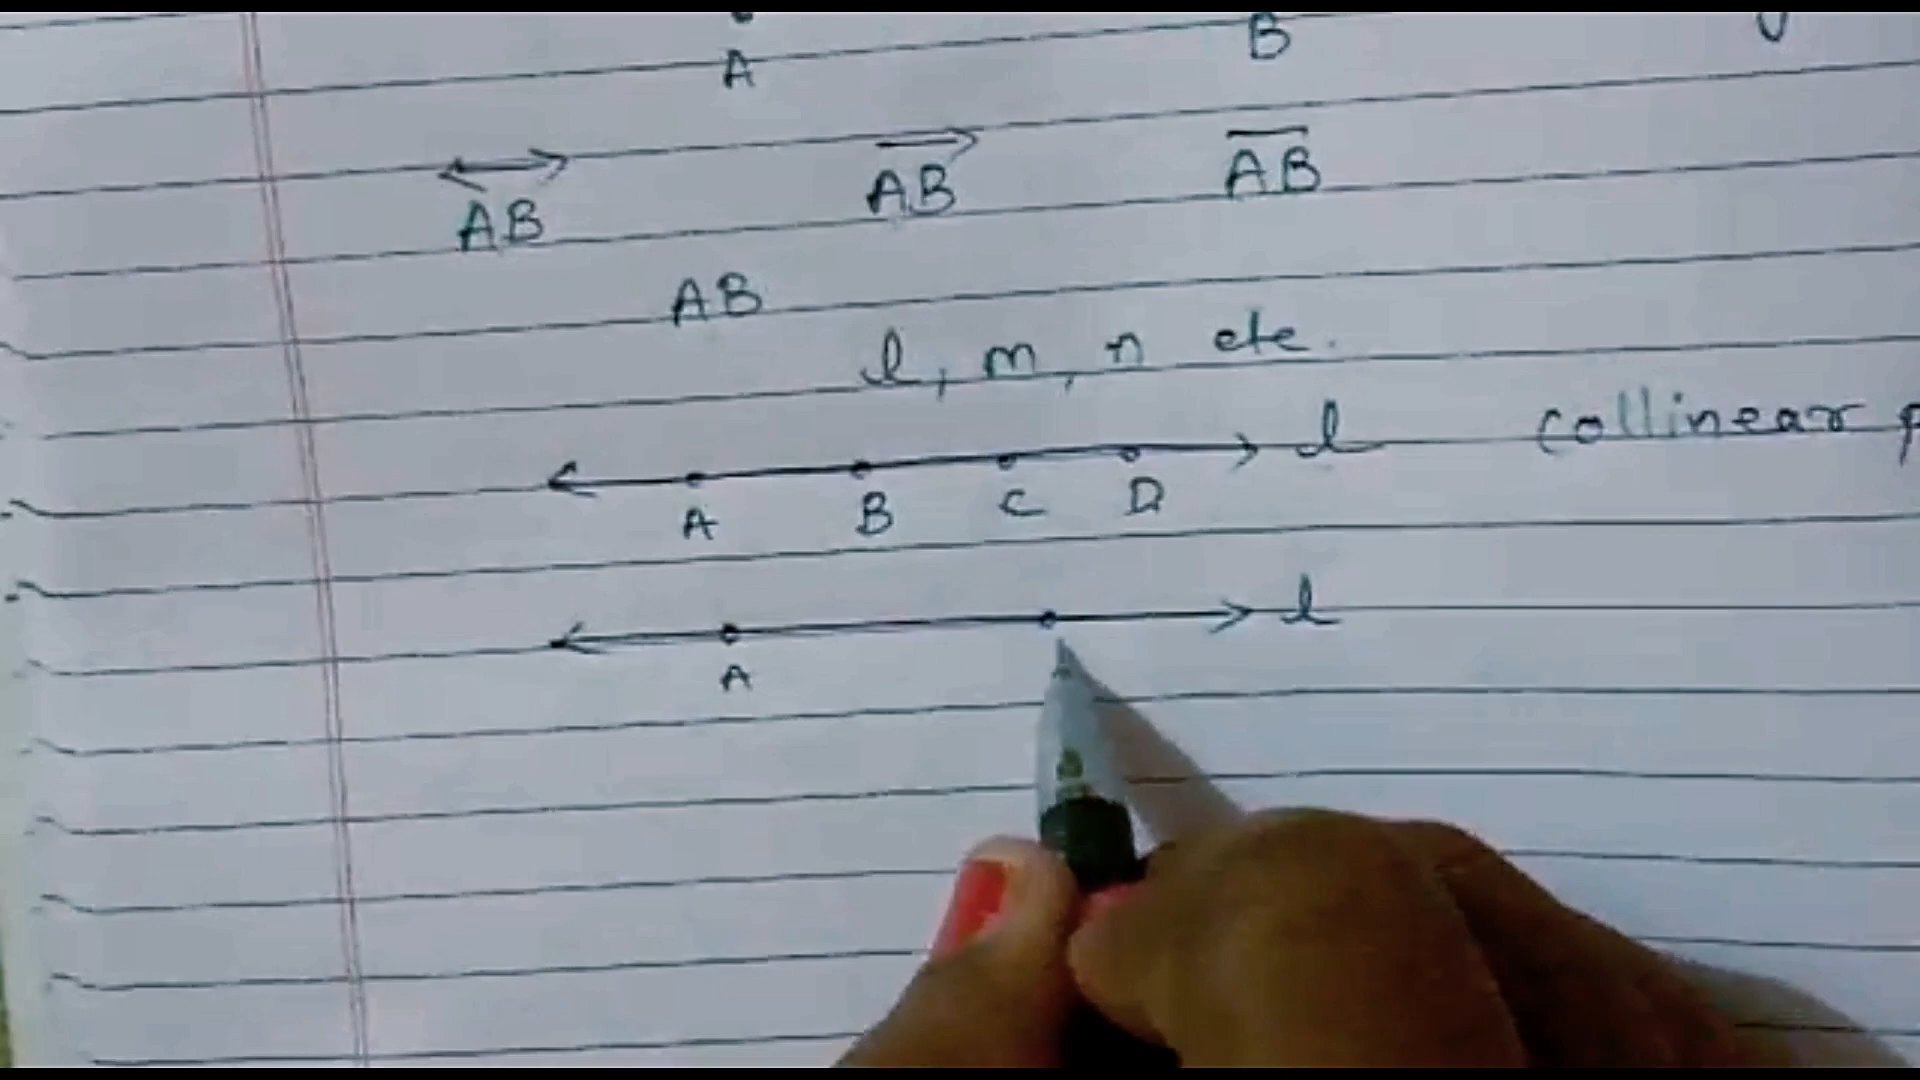 A B
AB AB AB
AB
l, m, n etc.
l collinear
A B C D
l
A